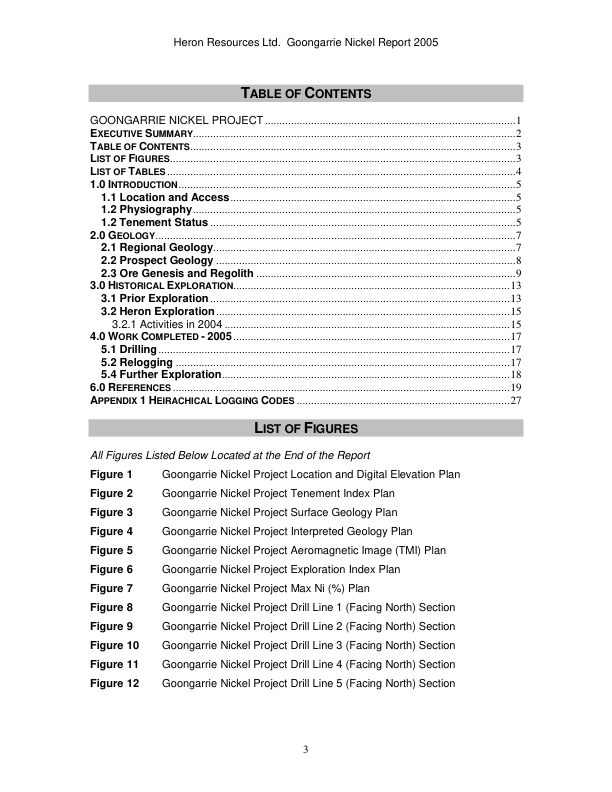 Heron Resources Ltd.  Goongarrie Nickel Report 2005
TABLE OF CONTENTS
GOONGARRIE NICKEL PROJECT ... 1
EXECUTIVE SUMMARY ... 2
TABLE OF CONTENTS ... 3
LIST OF FIGURES ... 3
LIST OF TABLES ... 4
1.0 INTRODUCTION ... 5
1.1 Location and Access ... 5
1.2 Physiography ... 5
1.2 Tenement Status ... 5
2.0 GEOLOGY ... 7
2.1 Regional Geology ... 7
2.2 Prospect Geology ... 8
2.3 Ore Genesis and Regolith ... 9
3.0 HISTORICAL EXPLORATION ... 13
3.1 Prior Exploration ... 13
3.2 Heron Exploration ... 15
3.2.1 Activities in 2004 ... 15
4.0 WORK COMPLETED - 2005 ... 17
5.1 Drilling ... 17
5.2 Relogging ... 17
5.4 Further Exploration ... 18
6.0 REFERENCES ... 19
APPENDIX 1 HEIRACHICAL LOGGING CODES ... 27
LIST OF FIGURES
All Figures Listed Below Located at the End of the Report
Figure 1 Goongarrie Nickel Project Location and Digital Elevation Plan
Figure 2 Goongarrie Nickel Project Tenement Index Plan
Figure 3 Goongarrie Nickel Project Surface Geology Plan
Figure 4 Goongarrie Nickel Project Interpreted Geology Plan
Figure 5 Goongarrie Nickel Project Aeromagnetic Image (TMI) Plan
Figure 6 Goongarrie Nickel Project Exploration Index Plan
Figure 7 Goongarrie Nickel Project Max Ni (%) Plan
Figure 8 Goongarrie Nickel Project Drill Line 1 (Facing North) Section
Figure 9 Goongarrie Nickel Project Drill Line 2 (Facing North) Section
Figure 10 Goongarrie Nickel Project Drill Line 3 (Facing North) Section
Figure 11 Goongarrie Nickel Project Drill Line 4 (Facing North) Section
Figure 12 Goongarrie Nickel Project Drill Line 5 (Facing North) Section
3